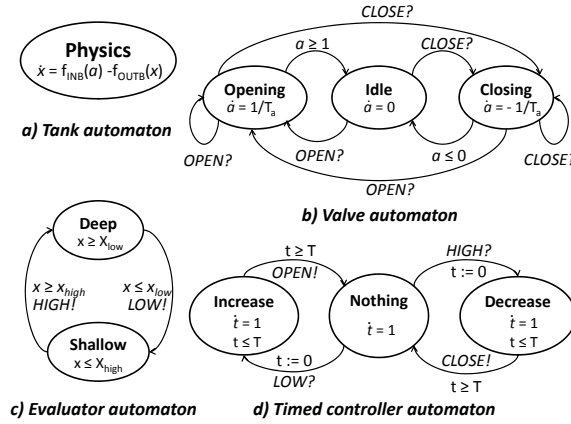 Physics
ẋ = f_INB(a) -f_OUTB(x)
a) Tank automaton
CLOSE?
a ≥ 1
CLOSE?
Opening
ȧ = 1/T_a
Idle
ȧ = 0
Closing
ȧ = - 1/T_a
OPEN?
OPEN?
a ≤ 0
CLOSE?
OPEN?
b) Valve automaton
Deep
x ≥ X_low
x ≥ x_high
HIGH!
x ≤ x_low
LOW!
Shallow
x ≤ X_high
c) Evaluator automaton
t ≥ T
OPEN!
HIGH?
t := 0
Increase
ṫ = 1
t ≤ T
Nothing
ṫ = 1
Decrease
ṫ = 1
t ≤ T
t := 0
LOW?
CLOSE!
t ≥ T
d) Timed controller automaton